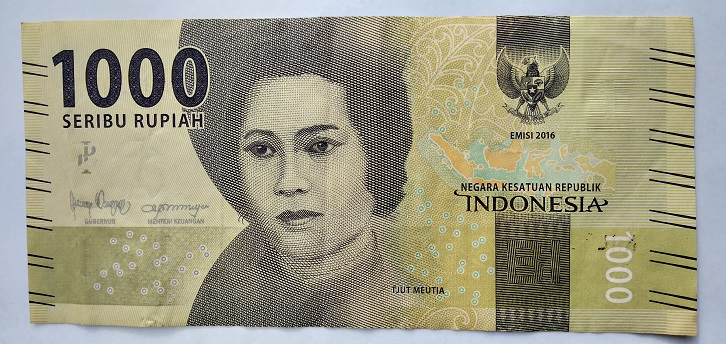 1000
SERIBU RUPIAH
GUBERNUR
MENTERI KEUANGAN
TJUT MEUTIA
EMISI 2016
NEGARA KESATUAN REPUBLIK
INDONESIA
1000